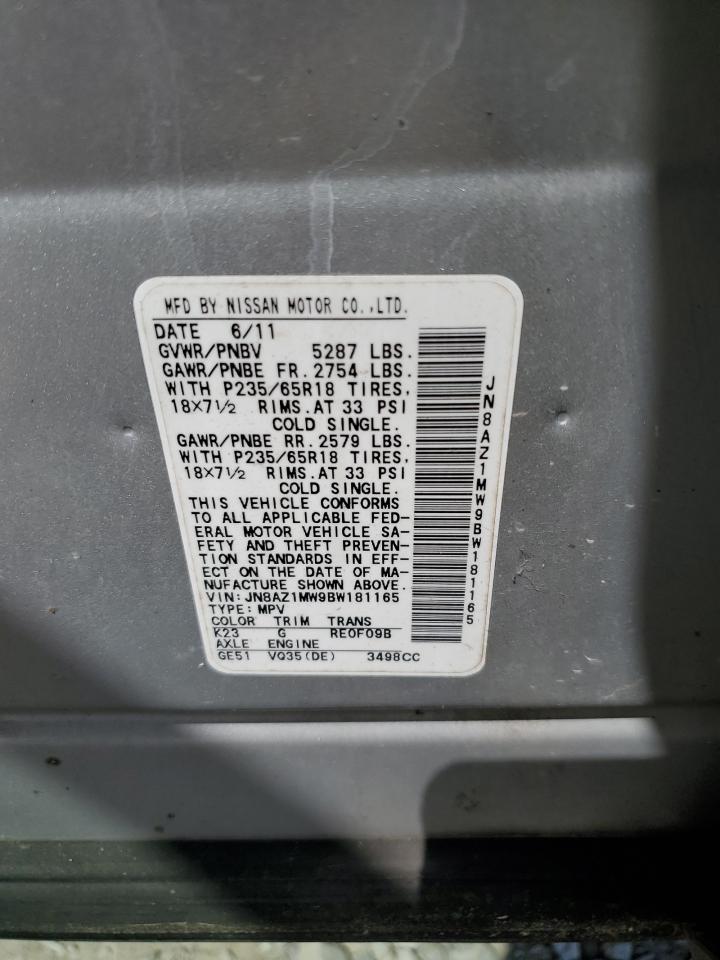 MFD BY NISSAN MOTOR CO.,LTD.
DATE 6/11
GVWR/PNBV 5287 LBS.
GAWR/PNBE FR. 2754 LBS.
WITH P235/65R18 TIRES,
18×7½ RIMS.AT 33 PSI
COLD SINGLE.
GAWR/PNBE RR. 2579 LBS.
WITH P235/65R18 TIRES,
18×7½ RIMS.AT 33 PSI
COLD SINGLE.
THIS VEHICLE CONFORMS
TO ALL APPLICABLE FED-
ERAL MOTOR VEHICLE SA-
FETY AND THEFT PREVEN-
TION STANDARDS IN EFF-
ECT ON THE DATE OF MA-
NUFACTURE SHOWN ABOVE.
VIN:JN8AZ1MW9BW181165
TYPE:MPV
COLOR TRIM TRANS
K23 G RE0F09B
AXLE ENGINE
GE51 VQ35(DE) 3498CC
JN8AZ1MW9BW181165